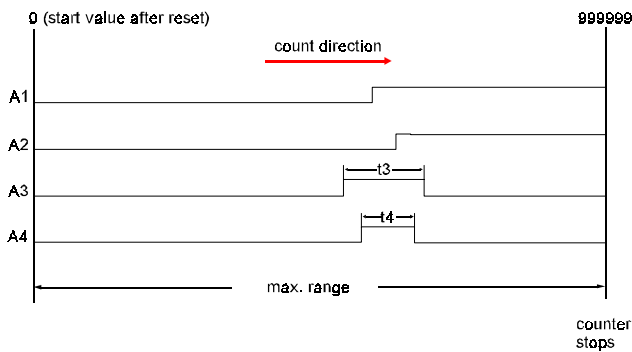 0 (start value after reset)
999999
count direction
A1
A2
t3
A3
t4
A4
max. range
counter
stops